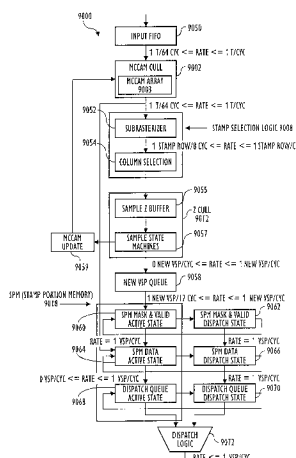 9000
INPUT FIFO
9050
1 T/64 CYC <= RATE <= 1 T/CYC
MCCAM CULL
9002
MCCAM ARRAY
9003
1 T/64 CYC <= RATE <= 1 T/CYC
9052
SUBRASTERIZER
STAMP SELECTION LOGIC 9008
9054
1 STAMP ROW/8 CYC <= RATE <= 1 STAMP ROW/C
COLUMN SELECTION
SAMPLE Z BUFFER
9055
Z CULL
9012
SAMPLE STATE
MACHINES
9057
MCCAM
UPDATE
9059
0 NEW VSP/CYC <= RATE <= 1 NEW VSP/CYC
NEW VSP QUEUE
9058
SPM (STAMP PORTION MEMORY)
9018
1 NEW VSP/17 CYC <= RATE <= 1 NEW VSP/CYC
9060
SPM MASK & VALID
ACTIVE STATE
SPM MASK & VALID
DISPATCH STATE
9062
RATE = 1 VSP/CYC
RATE = 1 VSP/CYC
9064
SPM DATA
ACTIVE STATE
SPM DATA
DISPATCH STATE
9066
0 VSP/CYC <= RATE <= 1 VSP/CYC
RATE = 1 VSP/CYC
9068
DISPATCH QUEUE
ACTIVE STATE
DISPATCH QUEUE
DISPATCH STATE
9070
DISPATCH
LOGIC
9072
RATE <= 1 VSP/CYC